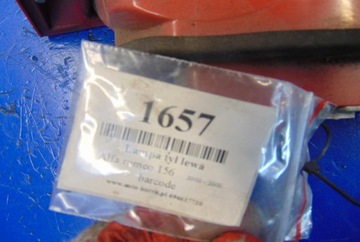 1657
Lampa tył lewa
Alfa romeo 156
barcode